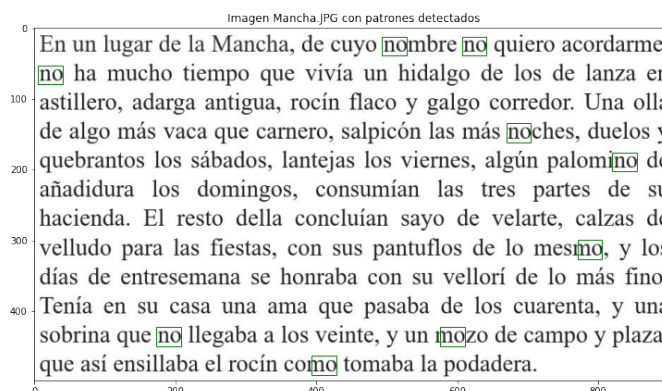 Imagen Mancha.JPG con patrones detectados
0
100
200
300
400
En un lugar de la Mancha, de cuyo nombre no quiero acordarme
no ha mucho tiempo que vivía un hidalgo de los de lanza en
astillero, adarga antigua, rocín flaco y galgo corredor. Una olla
de algo más vaca que carnero, salpicón las más noches, duelos y
quebrantos los sábados, lantejas los viernes, algún palomino de
añadidura los domingos, consumían las tres partes de su
hacienda. El resto della concluían sayo de velarte, calzas de
velludo para las fiestas, con sus pantuflos de lo mesmo, y los
días de entresemana se honraba con su vellorí de lo más fino
Tenía en su casa una ama que pasaba de los cuarenta, y una
sobrina que no llegaba a los veinte, y un mozo de campo y plaza
que así ensillaba el rocín como tomaba la podadera.
0 200 400 600 800